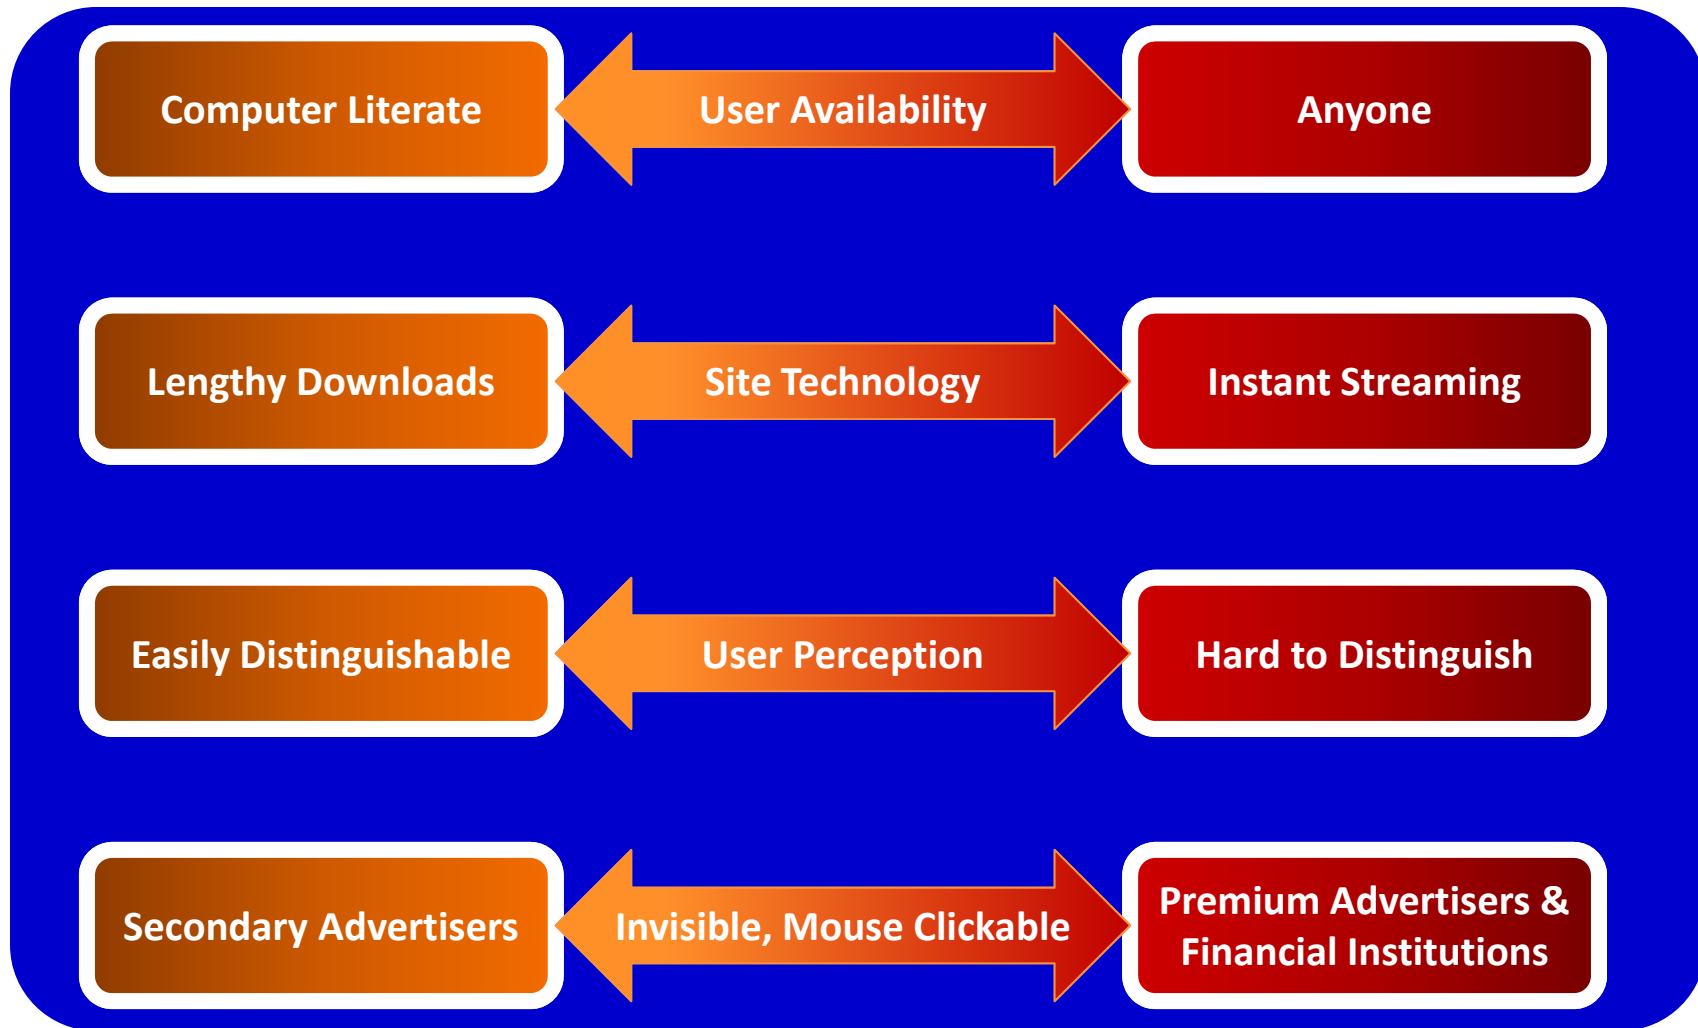 Computer Literate
User Availability
Anyone
Lengthy Downloads
Site Technology
Instant Streaming
Easily Distinguishable
User Perception
Hard to Distinguish
Secondary Advertisers
Invisible, Mouse Clickable
Premium Advertisers &
Financial Institutions